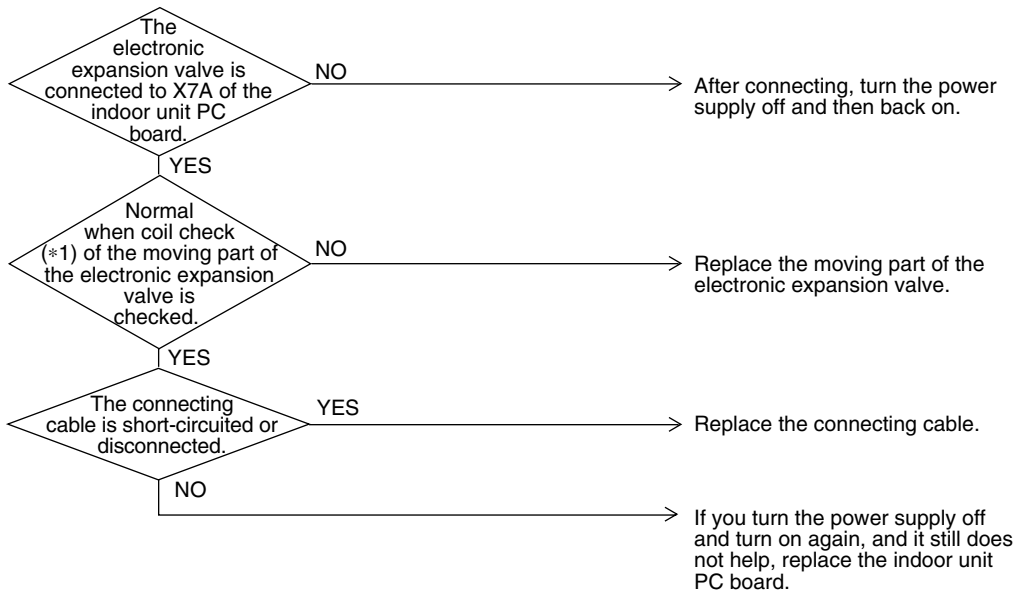 The
electronic
expansion valve is
connected to X7A of the
indoor unit PC
board.
NO
After connecting, turn the power
supply off and then back on.
YES
Normal
when coil check
(∗1) of the moving part of
the electronic expansion
valve is
checked.
NO
Replace the moving part of the
electronic expansion valve.
YES
The connecting
cable is short-circuited or
disconnected.
YES
Replace the connecting cable.
NO
If you turn the power supply off
and turn on again, and it still does
not help, replace the indoor unit
PC board.